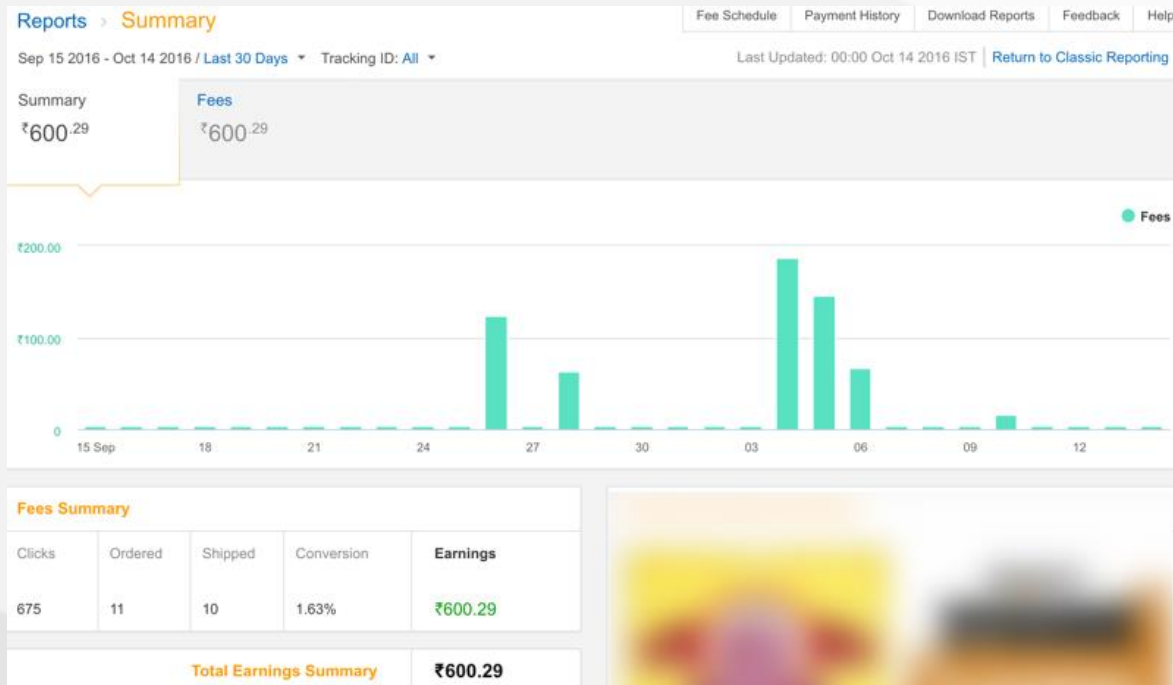 Reports › Summary
Fee Schedule Payment History Download Reports Feedback Help
Sep 15 2016 - Oct 14 2016 / Last 30 Days Tracking ID: All
Last Updated: 00:00 Oct 14 2016 IST | Return to Classic Reporting
Summary Fees
₹600.29 ₹600.29
Fees
₹200.00
₹100.00
0
15 Sep 18 21 24 27 30 03 06 09 12
Fees Summary
Clicks Ordered Shipped Conversion Earnings
675 11 10 1.63% ₹600.29
Total Earnings Summary ₹600.29